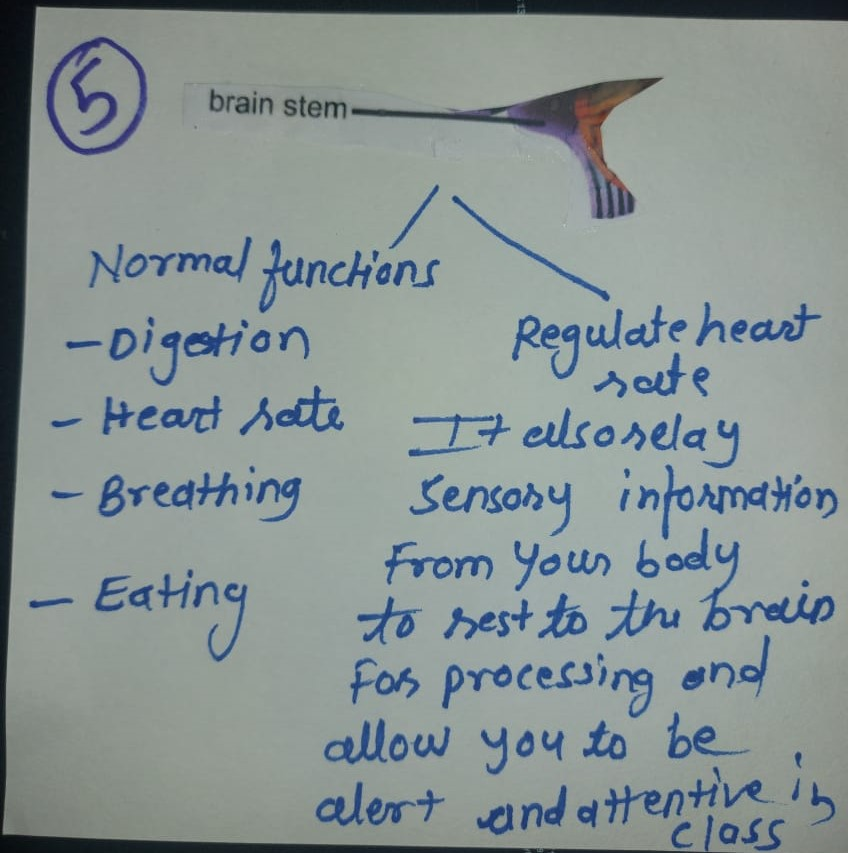 5
brain stem
Normal functions
- Digestion
- Heart rate
- Breathing
- Eating
Regulate heart
rate
It also relay
sensory information
From your body
to rest to the brain
For processing and
allow you to be
alert and attentive in
class